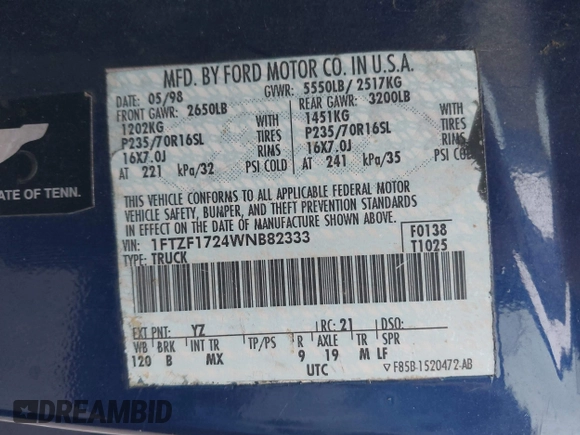 MFD. BY FORD MOTOR CO. IN U.S.A.
DATE: 05/98 GVWR: 5550LB/ 2517KG
FRONT GAWR: 2650LB REAR GAWR: 3200LB
1202KG WITH 1451KG WITH
P235/70R16SL TIRES P235/70R16SL TIRES
16X7.0J RIMS 16X7.0J RIMS
AT 221 kPa/32 PSI COLD AT 241 kPa/35 PSI COLD
THIS VEHICLE CONFORMS TO ALL APPLICABLE FEDERAL MOTOR
VEHICLE SAFETY, BUMPER, AND THEFT PREVENTION STANDARDS
IN EFFECT ON THE DATE OF MANUFACTURE SHOWN ABOVE.
VIN: 1FTZF1724WNB82333 F0138
TYPE: TRUCK T1025
EXT PNT: YZ RC: 21 DSO:
WB BRK INT TR TP/PS R AXLE TR SPR
120 B MX 9 19 M LF
UTC ▽ F85B-1520472-AB
ATE OF TENN.
DREAMBID